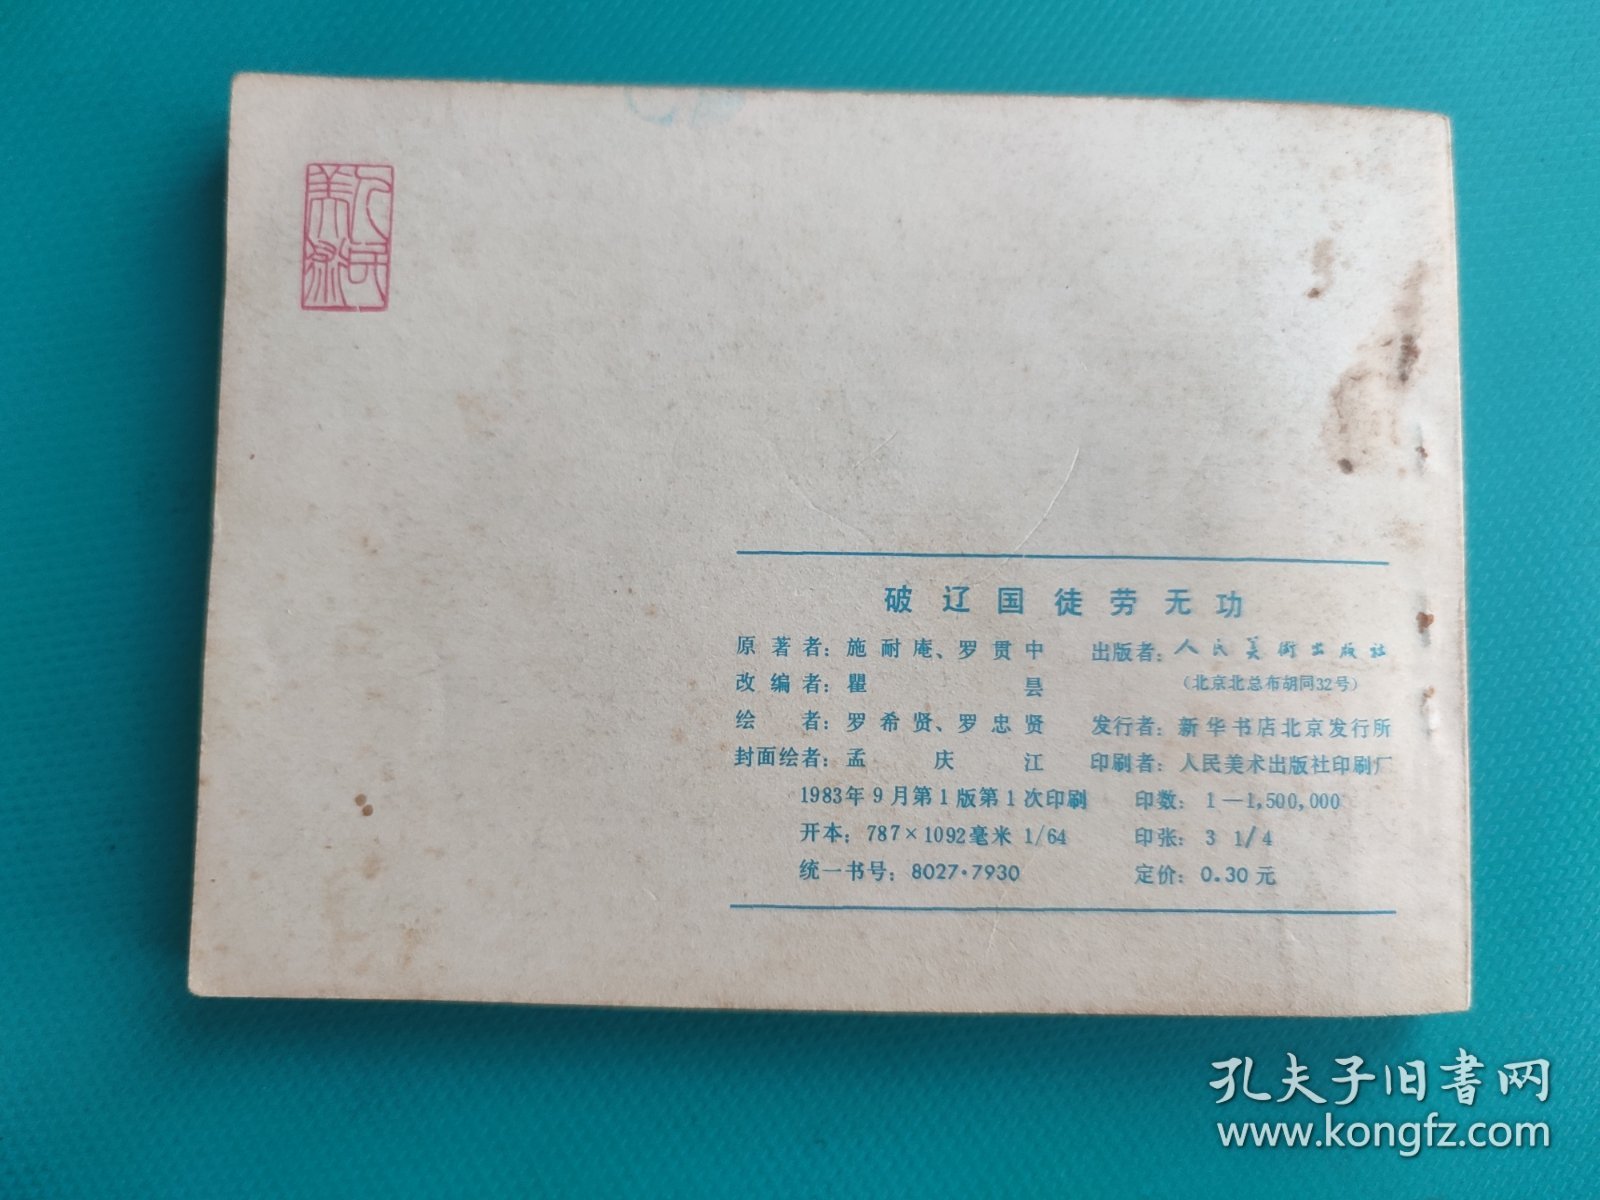 人民美术
破辽国徒劳无功
原著者：施耐庵、罗贯中
改编者：瞿昙
绘者：罗希贤、罗忠贤
封面绘者：孟庆江
出版者：人民美術出版社
（北京北总布胡同32号）
发行者：新华书店北京发行所
印刷者：人民美术出版社印刷厂
1983年9月第1版第1次印刷 印数：1—1,500,000
开本：787×1092毫米 1/64 印张：3 1/4
统一书号：8027·7930 定价：0.30元
孔夫子旧书网
www.kongfz.com